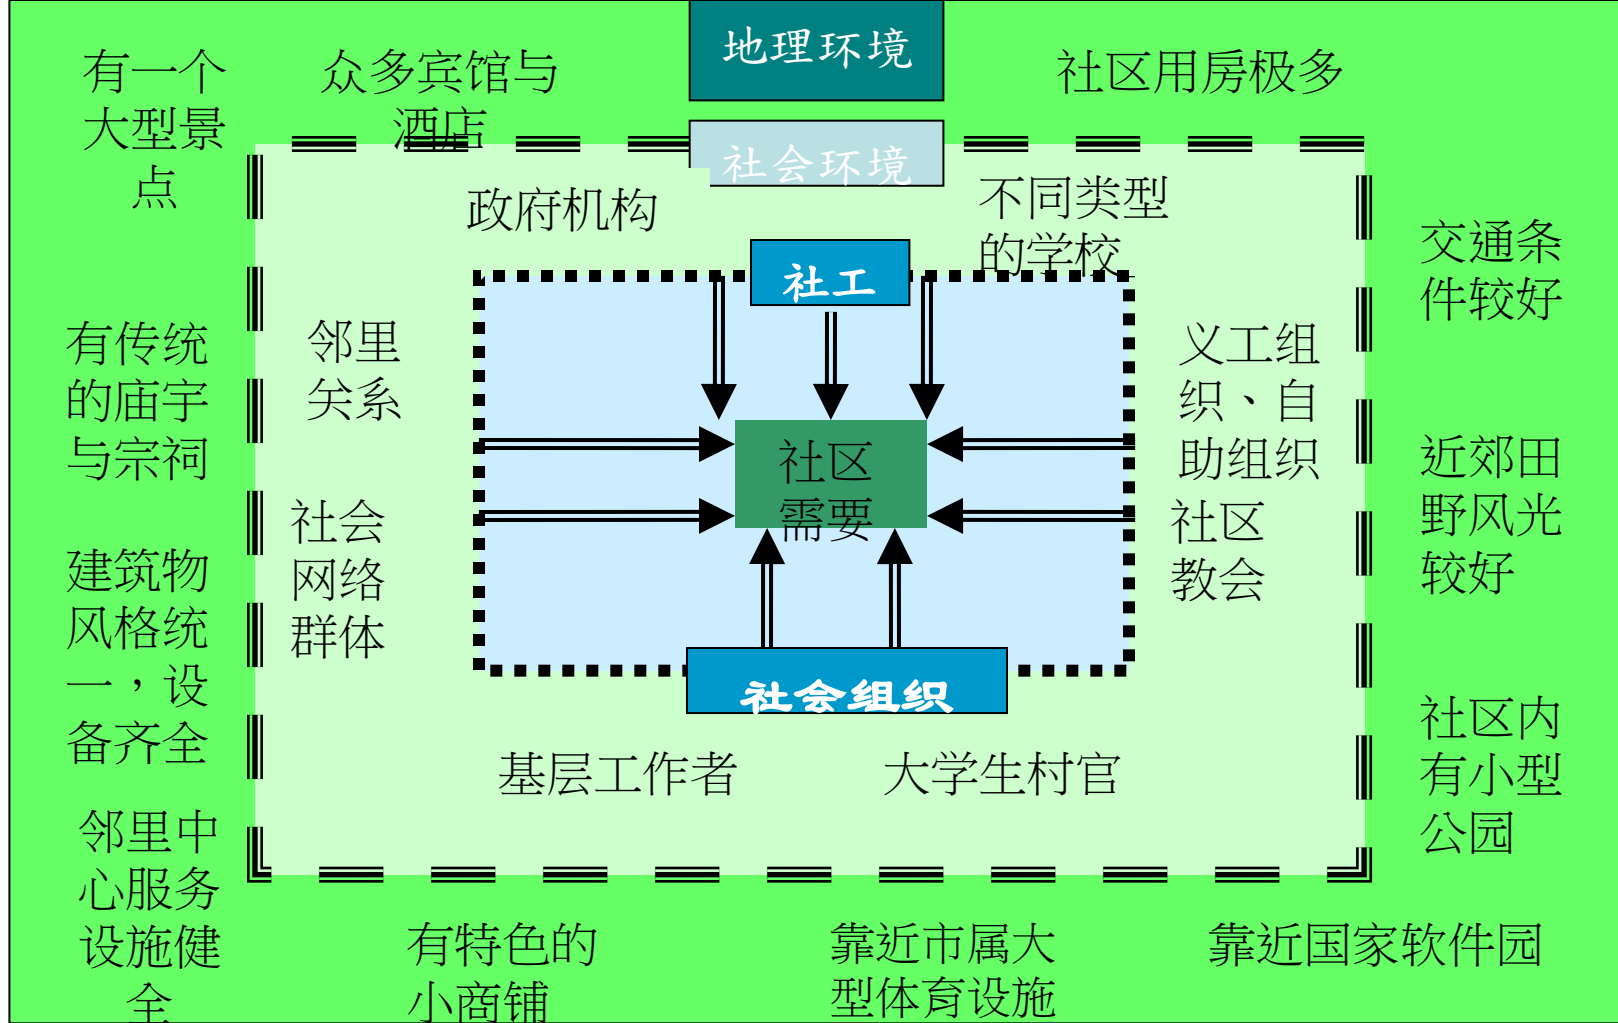 地理环境
有一个
大型景
点
众多宾馆与
酒店
社区用房极多
社会环境
政府机构
不同类型
的学校
社工
交通条
件较好
有传统
的庙宇
与宗祠
邻里
关系
义工组
织、自
助组织
社区
需要
近郊田
野风光
较好
社会
网络
群体
社区
教会
建筑物
风格统
一，设
备齐全
社会组织
基层工作者
大学生村官
社区内
有小型
公园
邻里中
心服务
设施健
全
有特色的
小商铺
靠近市属大
型体育设施
靠近国家软件园